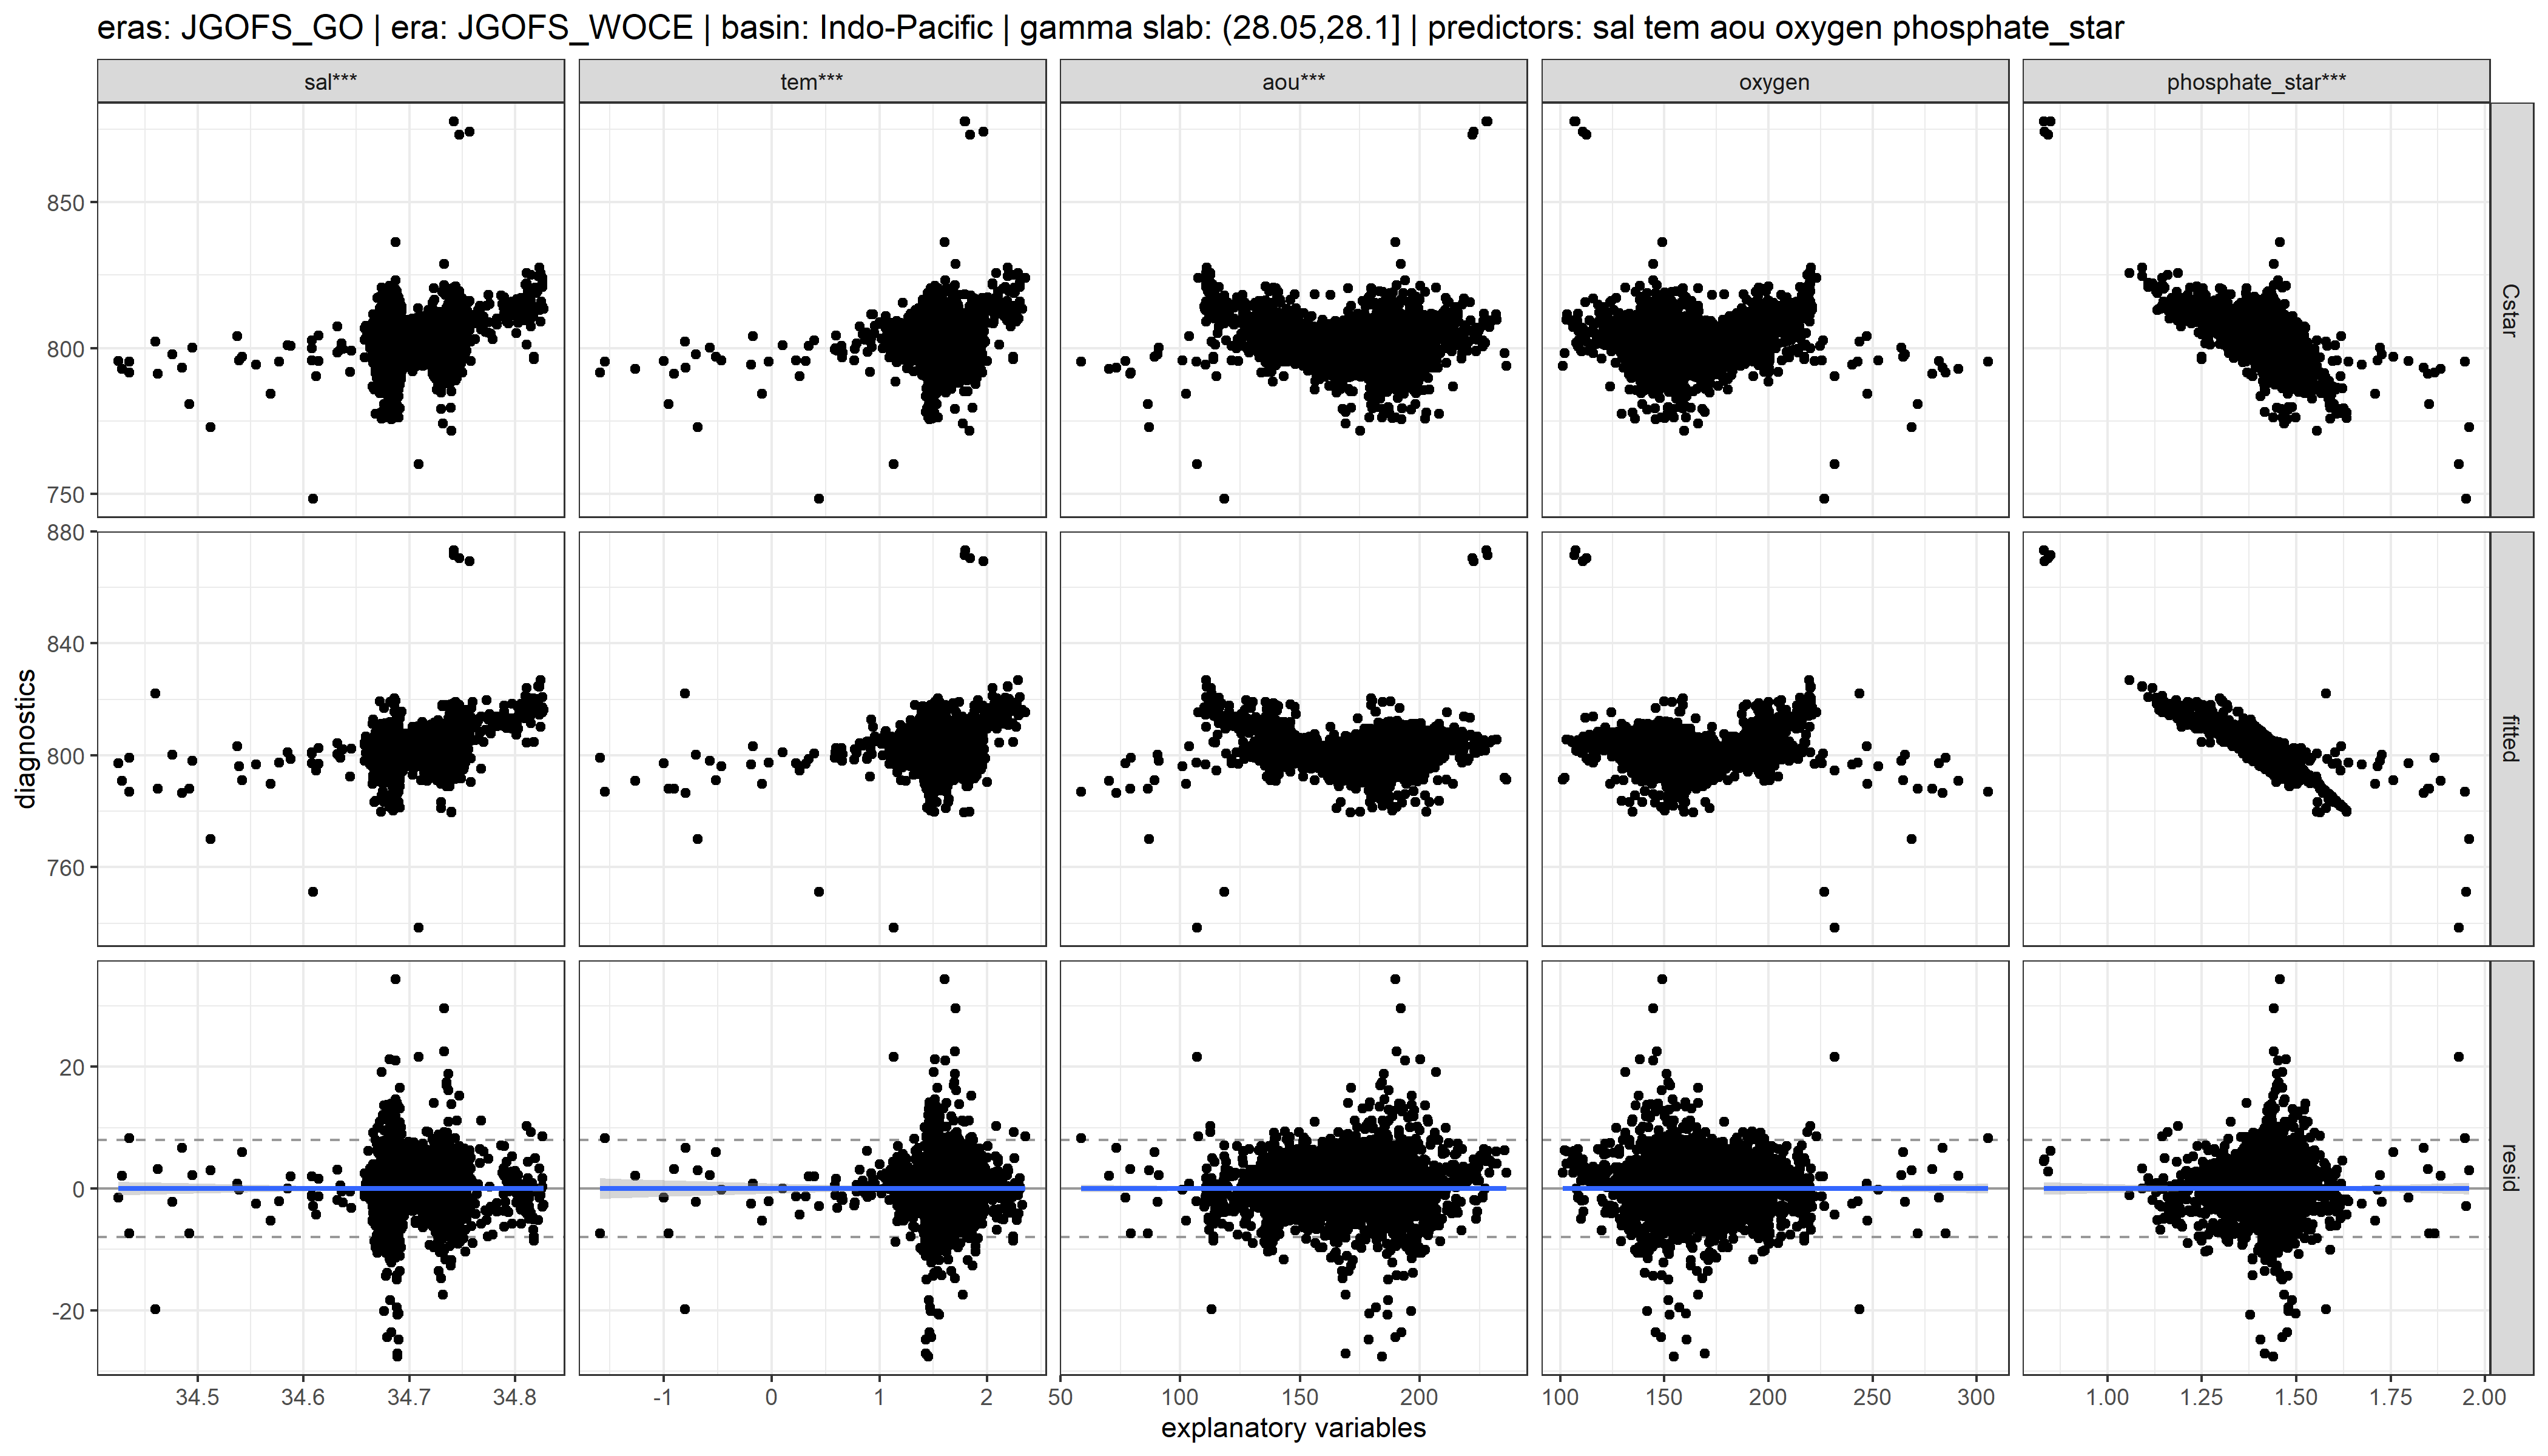 eras: JGOFS_GO | era: JGOFS_WOCE | basin: Indo-Pacific | gamma slab: (28.05,28.1] | predictors: sal tem aou oxygen phosphate_star
sal*** tem*** aou*** oxygen phosphate_star***
850
800
750
Cstar
880
840
800
760
fitted
20
0
-20
resid
diagnostics
34.5 34.6 34.7 34.8 -1 0 1 2 50 100 150 200 100 150 200 250 300 1.00 1.25 1.50 1.75 2.00
explanatory variables